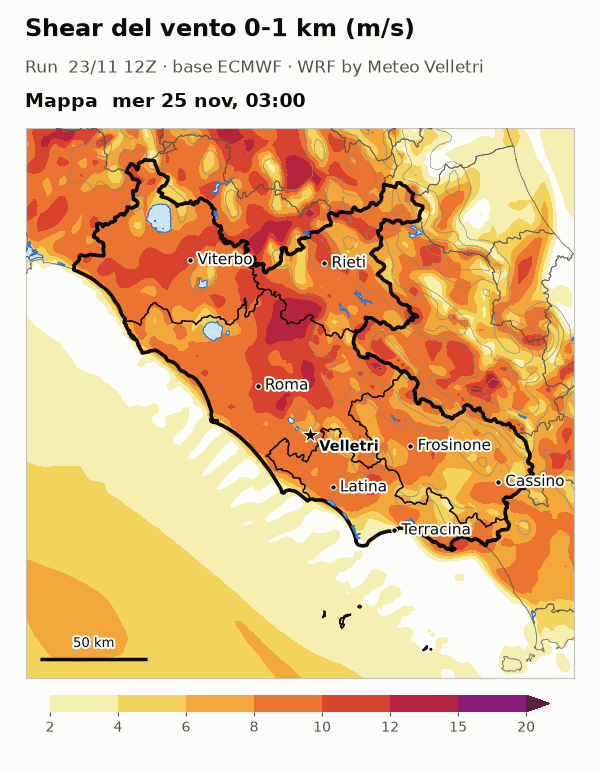 Shear del vento 0-1 km (m/s)
Run  23/11 12Z · base ECMWF · WRF by Meteo Velletri
Mappa  mer 25 nov, 03:00
Viterbo
Rieti
Roma
Velletri
Frosinone
Cassino
Latina
Terracina
50 km
2 4 6 8 10 12 15 20